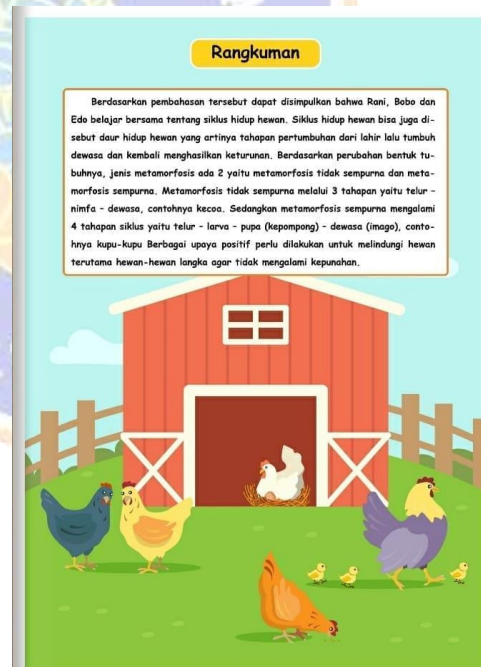 Rangkuman
Berdasarkan pembahasan tersebut dapat disimpulkan bahwa Rani, Bobo dan
Edo belajar bersama tentang siklus hidup hewan. Siklus hidup hewan bisa juga di-
sebut daur hidup hewan yang artinya tahapan pertumbuhan dari lahir lalu tumbuh
dewasa dan kembali menghasilkan keturunan. Berdasarkan perubahan bentuk tu-
buhnya, jenis metamorfosis ada 2 yaitu metamorfosis tidak sempurna dan meta-
morfosis sempurna. Metamorfosis tidak sempurna melalui 3 tahapan yaitu telur -
nimfa - dewasa, contohnya kecoa. Sedangkan metamorfosis sempurna mengalami
4 tahapan siklus yaitu telur - larva - pupa (kepompong) - dewasa (imago), conto-
hnya kupu-kupu Berbagai upaya positif perlu dilakukan untuk melindungi hewan
terutama hewan-hewan langka agar tidak mengalami kepunahan.